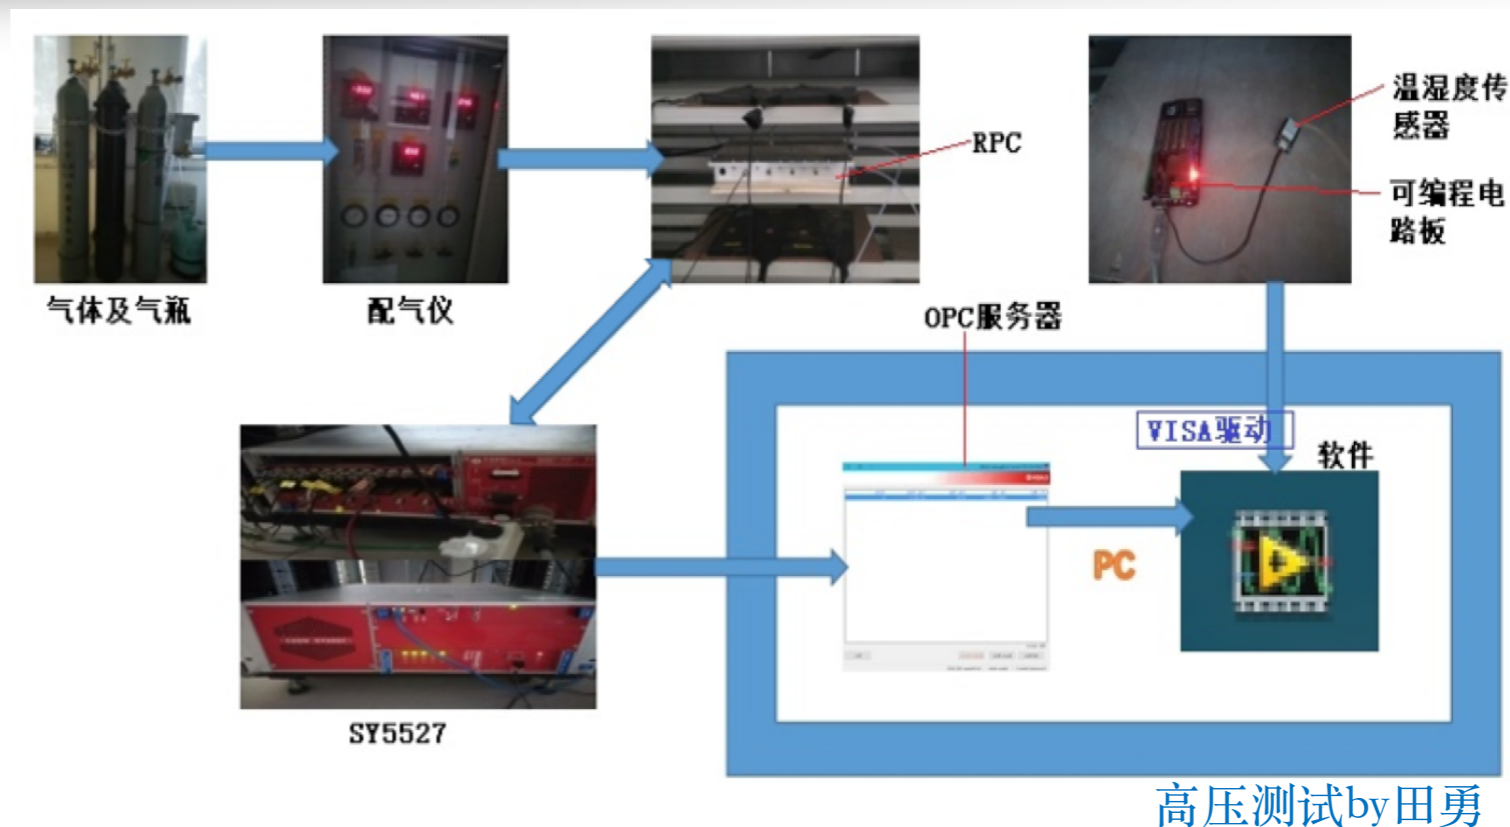 温湿度传
感器
RPC
可编程电
路板
气体及气瓶
配气仪
OPC服务器
VISA驱动
软件
PC
SY5527
高压测试by田勇